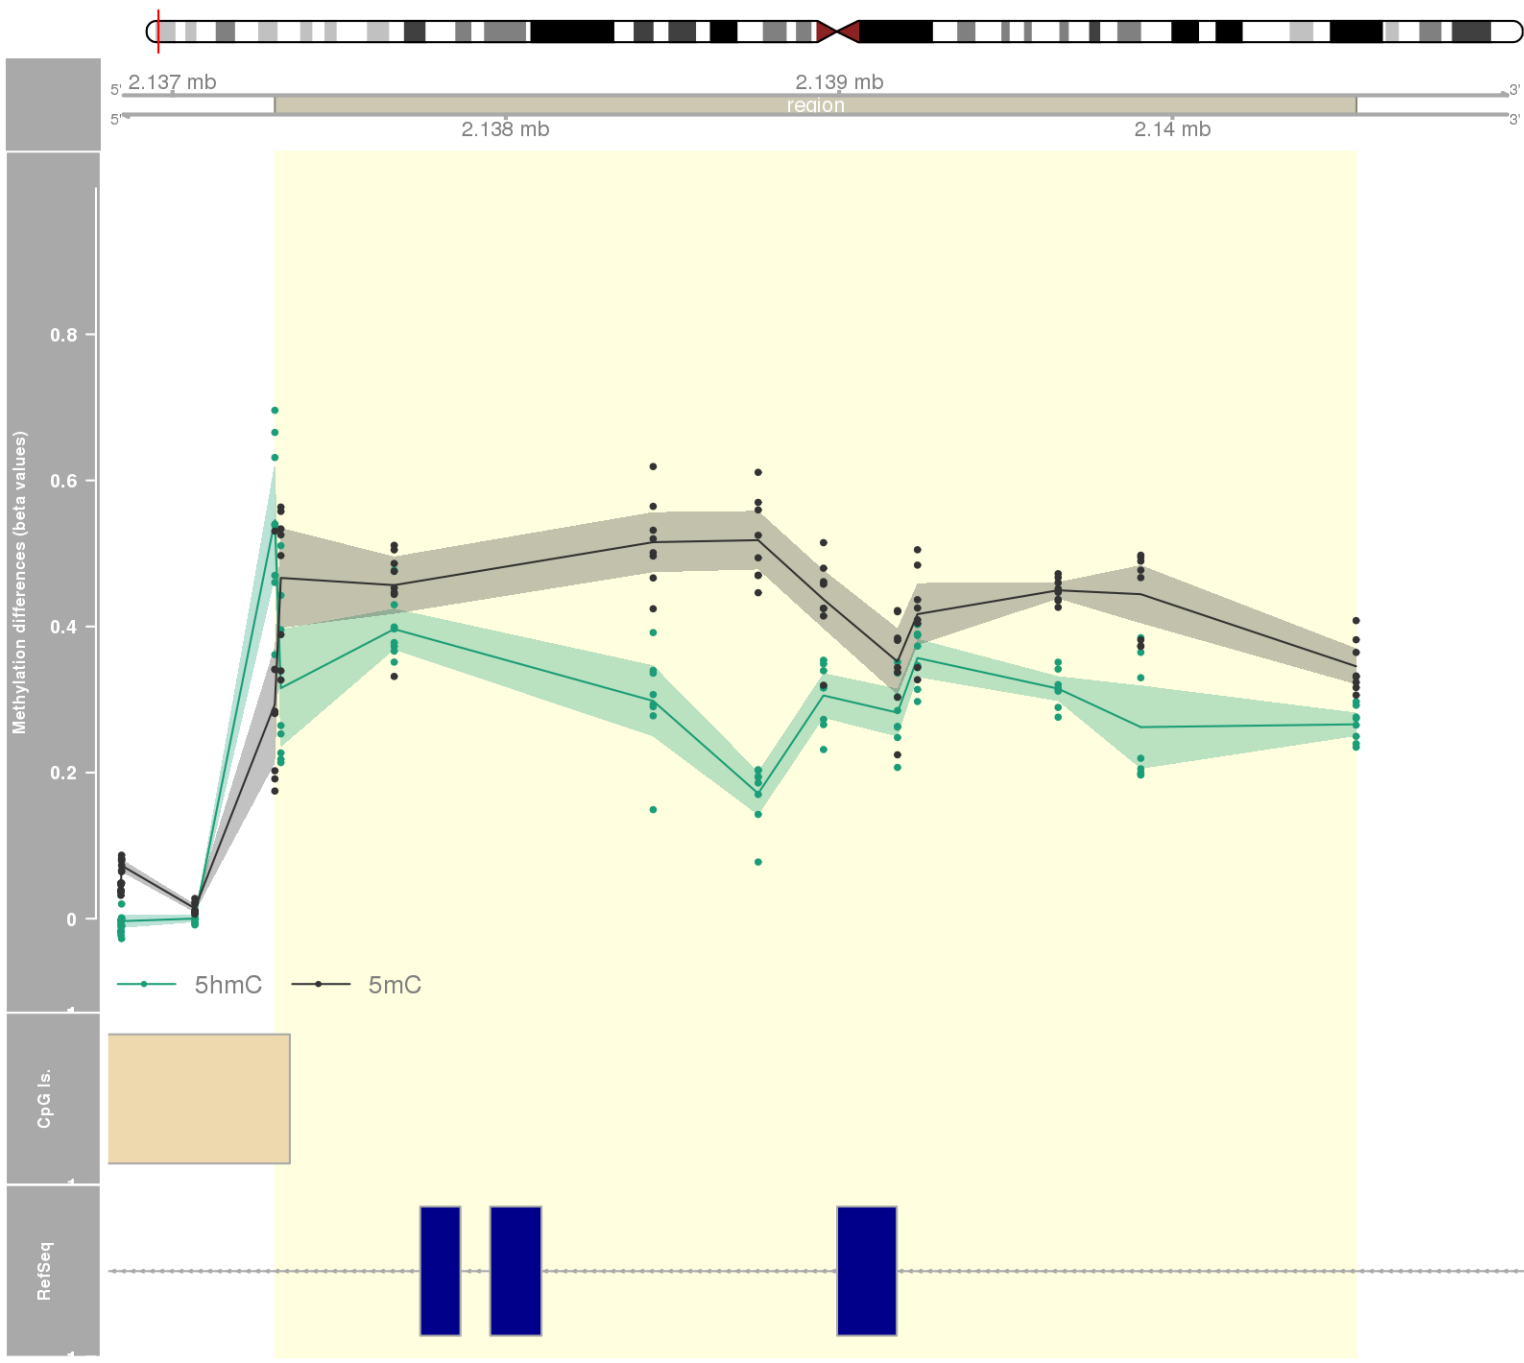 2.137 mb
2.139 mb
5'
3'
region
5'
3'
2.138 mb
2.14 mb
Methylation differences (beta values)
0.8
0.6
0.4
0.2
0
5hmC
5mC
CpG Is.
RefSeq